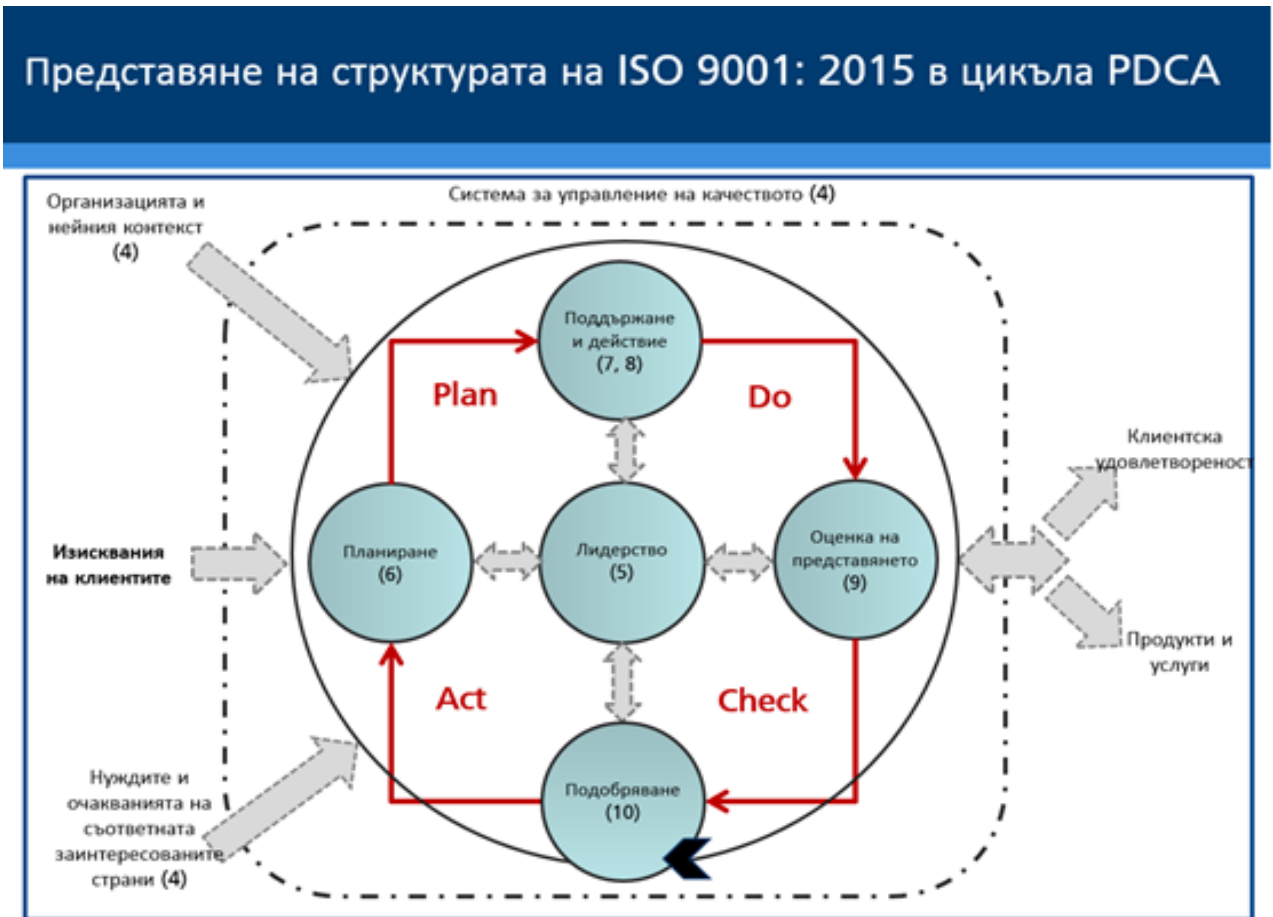 Представяне на структурата на ISO 9001: 2015 в цикъла PDCA
Система за управление на качеството (4)
Организацията и
нейния контекст
(4)
Поддържане
и действие
(7, 8)
Plan
Do
Клиентска
удовлетвореност
Изисквания
на клиентите
Планиране
(6)
Лидерство
(5)
Оценка на
представянето
(9)
Продукти и
услуги
Act
Check
Подобряване
(10)
Нуждите и
очакванията на
съответната
заинтересованите
страни (4)